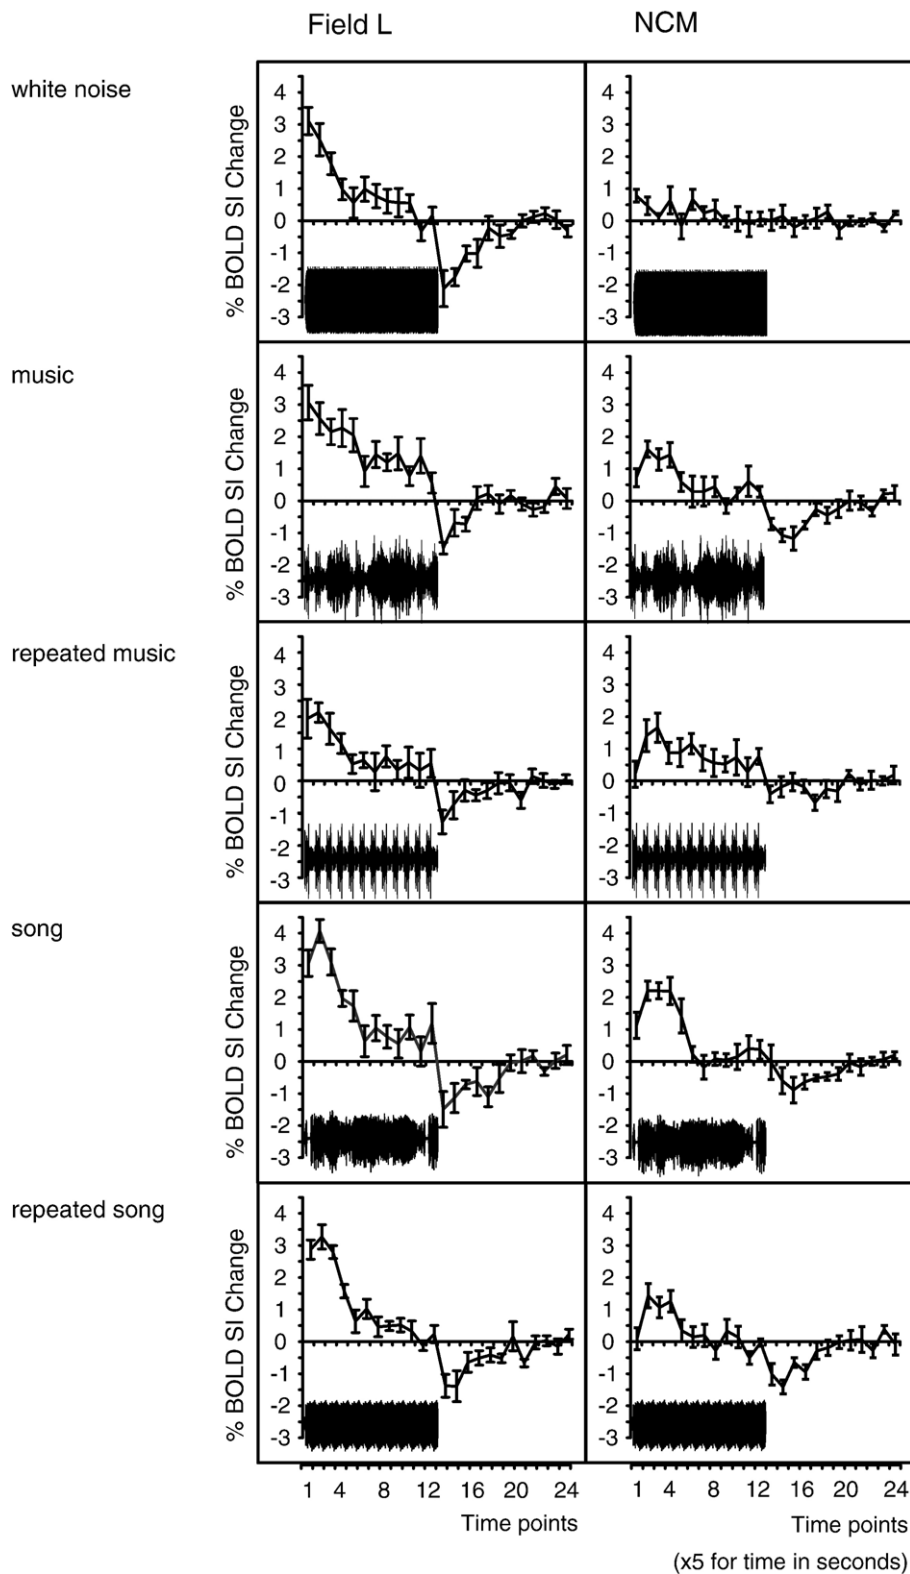 Field L NCM
white noise
% BOLD SI Change
4 4
3 3
2 2
1 1
0 0
-1 -1
-2 -2
-3 -3
music
% BOLD SI Change
4 4
3 3
2 2
1 1
0 0
-1 -1
-2 -2
-3 -3
repeated music
% BOLD SI Change
4 4
3 3
2 2
1 1
0 0
-1 -1
-2 -2
-3 -3
song
% BOLD SI Change
4 4
3 3
2 2
1 1
0 0
-1 -1
-2 -2
-3 -3
repeated song
% BOLD SI Change
4 4
3 3
2 2
1 1
0 0
-1 -1
-2 -2
-3 -3
1 4 8 12 20 24 1 4 8 12 20 24
Time points Time points
(x5 for time in seconds)